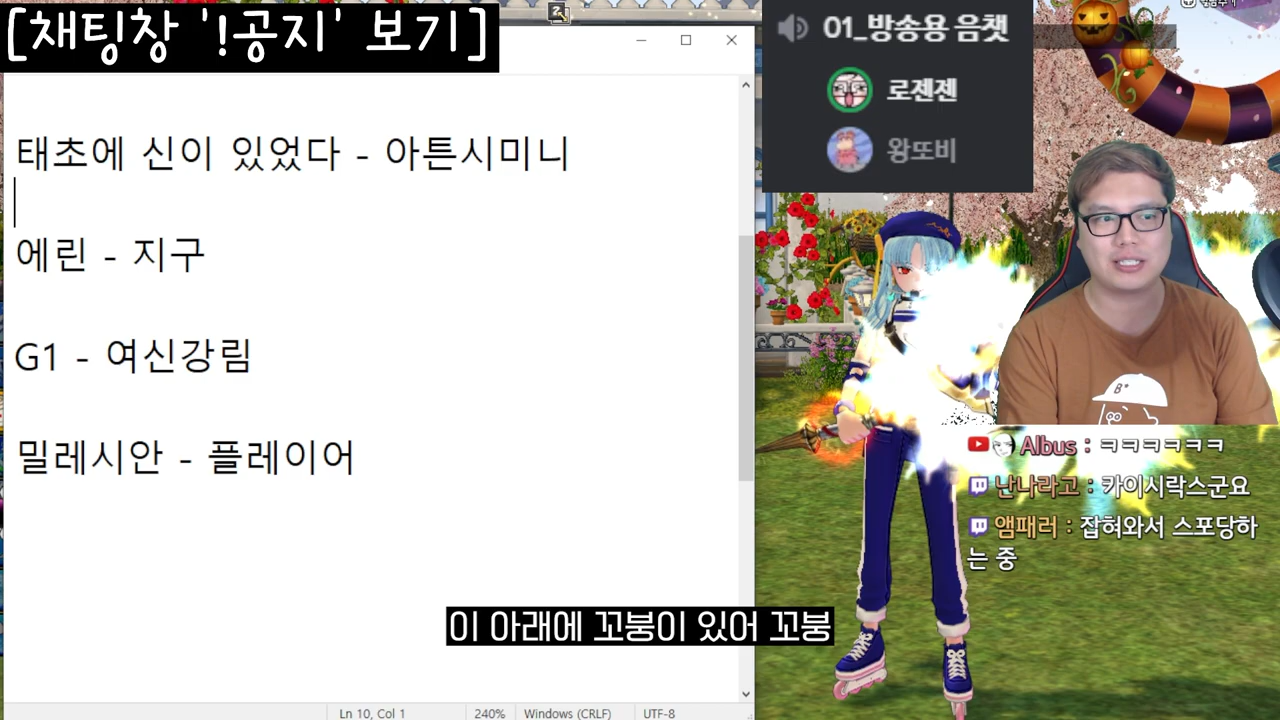 [채팅창 '!공지' 보기]
태초에 신이 있었다 - 아튼시미니
에린 - 지구
G1 - 여신강림
밀레시안 - 플레이어
01_방송용 음챗
로젠젠
왕또비
B*
Albus : ㅋㅋㅋㅋㅋㅋ
난나라고 : 카이시락스군요
앰패러 : 잡혀와서 스포당하
는 중
이 아래에 꼬붕이 있어 꼬붕
Ln 10, Col 1
240%
Windows (CRLF)
UTF-8